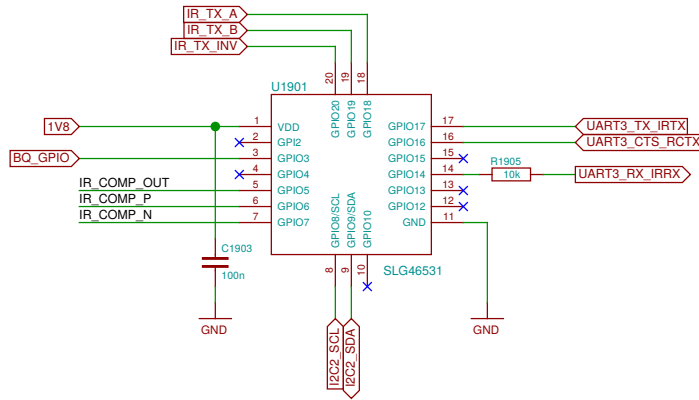 IR_TX_A
IR_TX_B
IR_TX_INV
20
19
18
U1901
GPIO20
GPIO19
GPIO18
1V8
1
VDD
GPIO17
17
UART3_TX_IRTX
2
GPI2
GPIO16
16
UART3_CTS_RCTX
BQ_GPIO
3
GPIO3
GPIO15
15
R1905
4
GPIO4
GPIO14
14
10k
UART3_RX_IRRX
IR_COMP_OUT
5
GPIO5
GPIO13
13
IR_COMP_P
6
GPIO6
GPIO12
12
IR_COMP_N
7
GPIO7
GND
11
GPIO8/SCL
GPIO9/SDA
GPIO10
C1903
100n
8
9
10
SLG46531
GND
GND
I2C2_SCL
I2C2_SDA